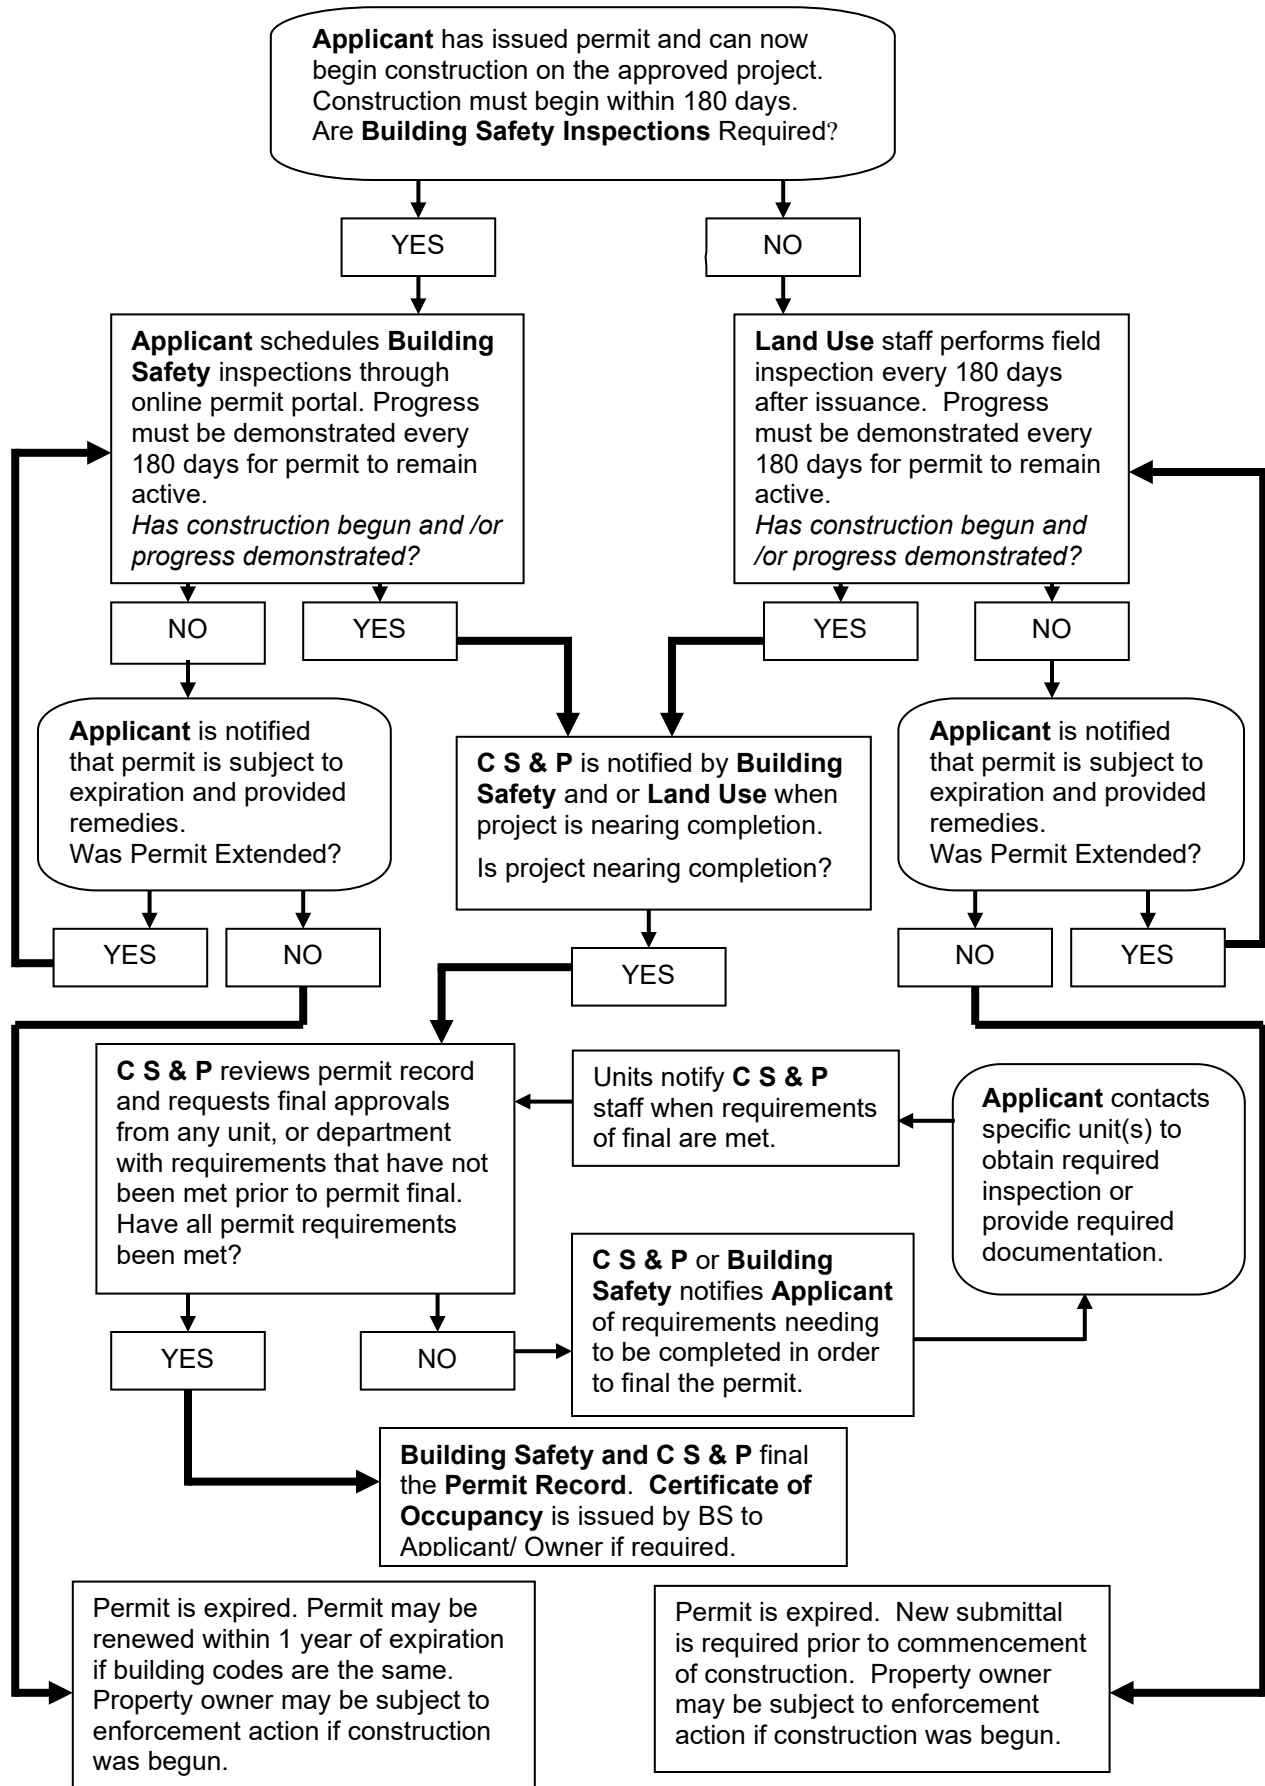 Applicant has issued permit and can now
begin construction on the approved project.
Construction must begin within 180 days.
Are Building Safety Inspections Required?
YES
NO
Applicant schedules Building
Safety inspections through
online permit portal. Progress
must be demonstrated every
180 days for permit to remain
active.
Has construction begun and /or
progress demonstrated?
Land Use staff performs field
inspection every 180 days
after issuance.  Progress
must be demonstrated every
180 days for permit to remain
active.
Has construction begun and
/or progress demonstrated?
NO
YES
YES
NO
Applicant is notified
that permit is subject to
expiration and provided
remedies.
Was Permit Extended?
C S & P is notified by Building
Safety and or Land Use when
project is nearing completion.
Is project nearing completion?
Applicant is notified
that permit is subject to
expiration and provided
remedies.
Was Permit Extended?
YES
NO
YES
NO
YES
C S & P reviews permit record
and requests final approvals
from any unit, or department
with requirements that have not
been met prior to permit final.
Have all permit requirements
been met?
Units notify C S & P
staff when requirements
of final are met.
Applicant contacts
specific unit(s) to
obtain required
inspection or
provide required
documentation.
C S & P or Building
Safety notifies Applicant
of requirements needing
to be completed in order
to final the permit.
YES
NO
Building Safety and C S & P final
the Permit Record.  Certificate of
Occupancy is issued by BS to
Applicant/ Owner if required.
Permit is expired. Permit may be
renewed within 1 year of expiration
if building codes are the same.
Property owner may be subject to
enforcement action if construction
was begun.
Permit is expired.  New submittal
is required prior to commencement
of construction.  Property owner
may be subject to enforcement
action if construction was begun.